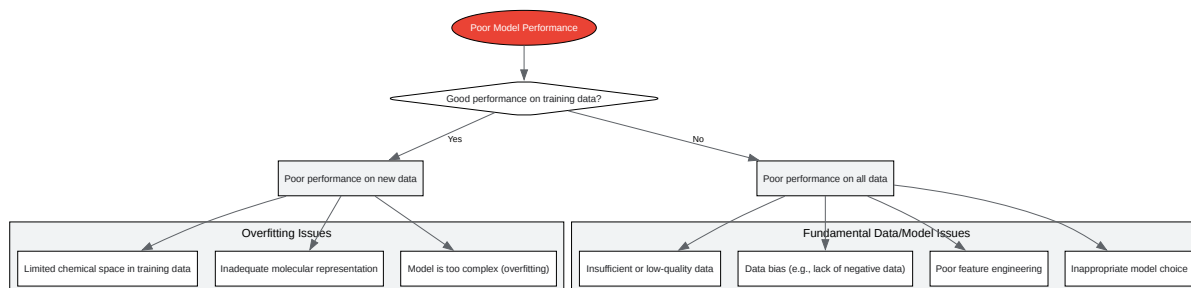 Poor Model Performance
Good performance on training data?
Yes
No
Poor performance on new data
Poor performance on all data
Overfitting Issues
Fundamental Data/Model Issues
Limited chemical space in training data
Inadequate molecular representation
Model is too complex (overfitting)
Insufficient or low-quality data
Data bias (e.g., lack of negative data)
Poor feature engineering
Inappropriate model choice